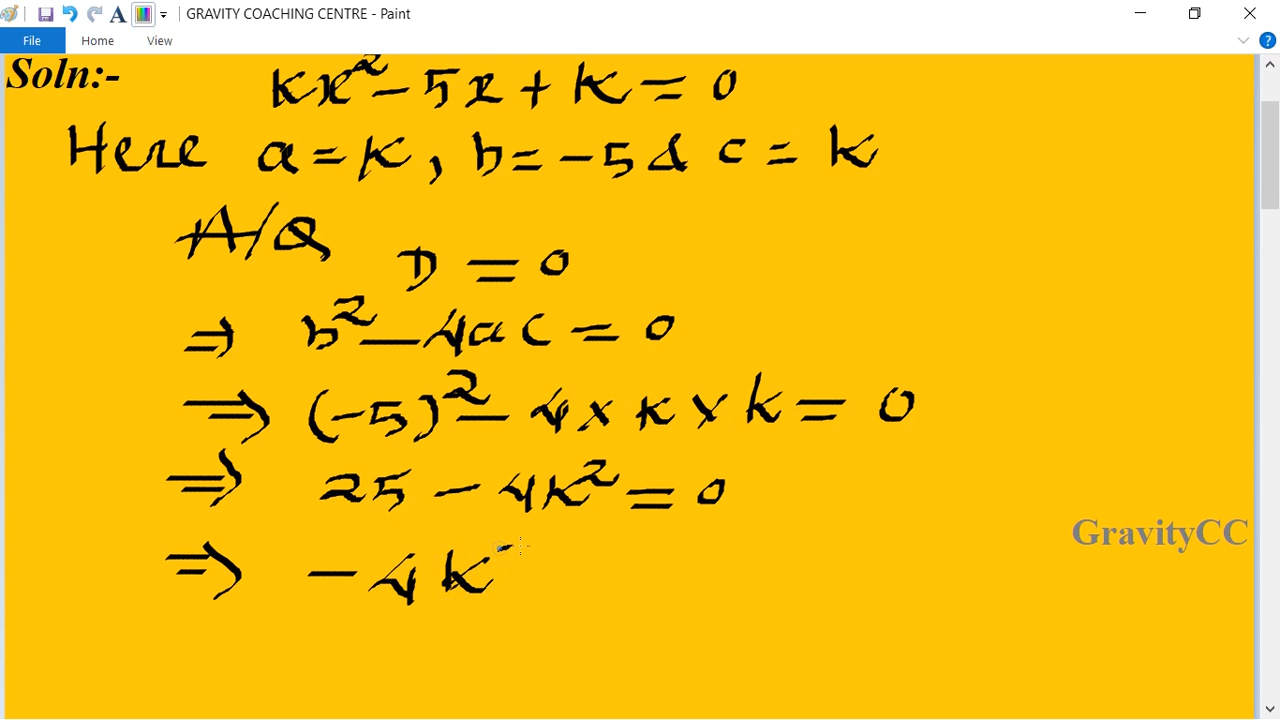 GRAVITY COACHING CENTRE - Paint
File Home View
Soln:-
kx² - 5x + k = 0
Here a = k, b = -5 & c = k
A/Q
D = 0
⇒ b² - 4ac = 0
⇒ (-5)² - 4 × k × k = 0
⇒ 25 - 4k² = 0
GravityCC
⇒ - 4k